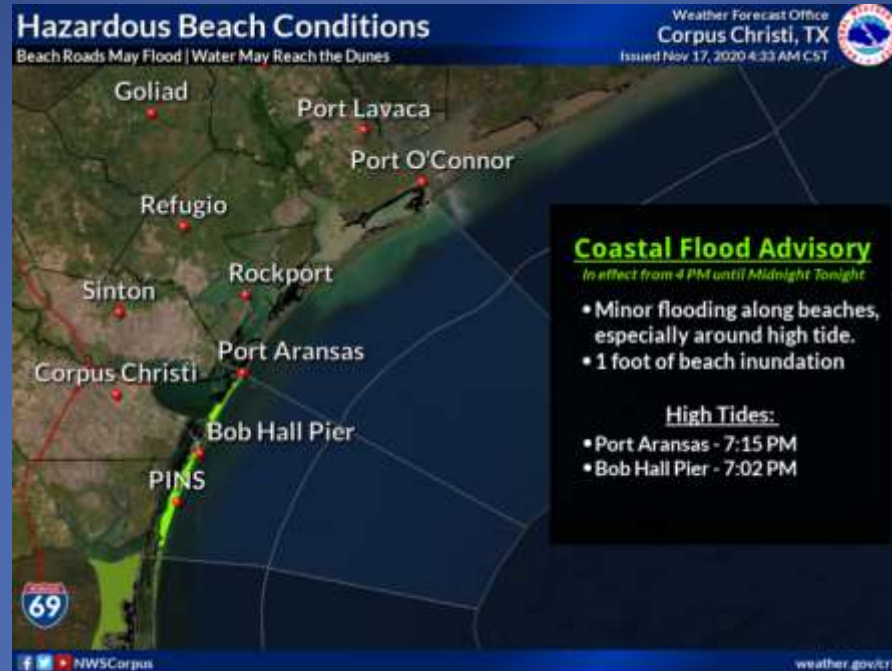 Hazardous Beach Conditions
Beach Roads May Flood | Water May Reach the Dunes
Weather Forecast Office
Corpus Christi, TX
Issued Nov 17, 2020 4:33 AM CST
Goliad
Port Lavaca
Port O'Connor
Refugio
Rockport
Sinton
Port Aransas
Corpus Christi
Bob Hall Pier
PINS
Coastal Flood Advisory
In effect from 4 PM until Midnight Tonight
• Minor flooding along beaches,
especially around high tide.
• 1 foot of beach inundation
High Tides:
• Port Aransas - 7:15 PM
• Bob Hall Pier - 7:02 PM
69
NWSCorpus
weather.gov/cr